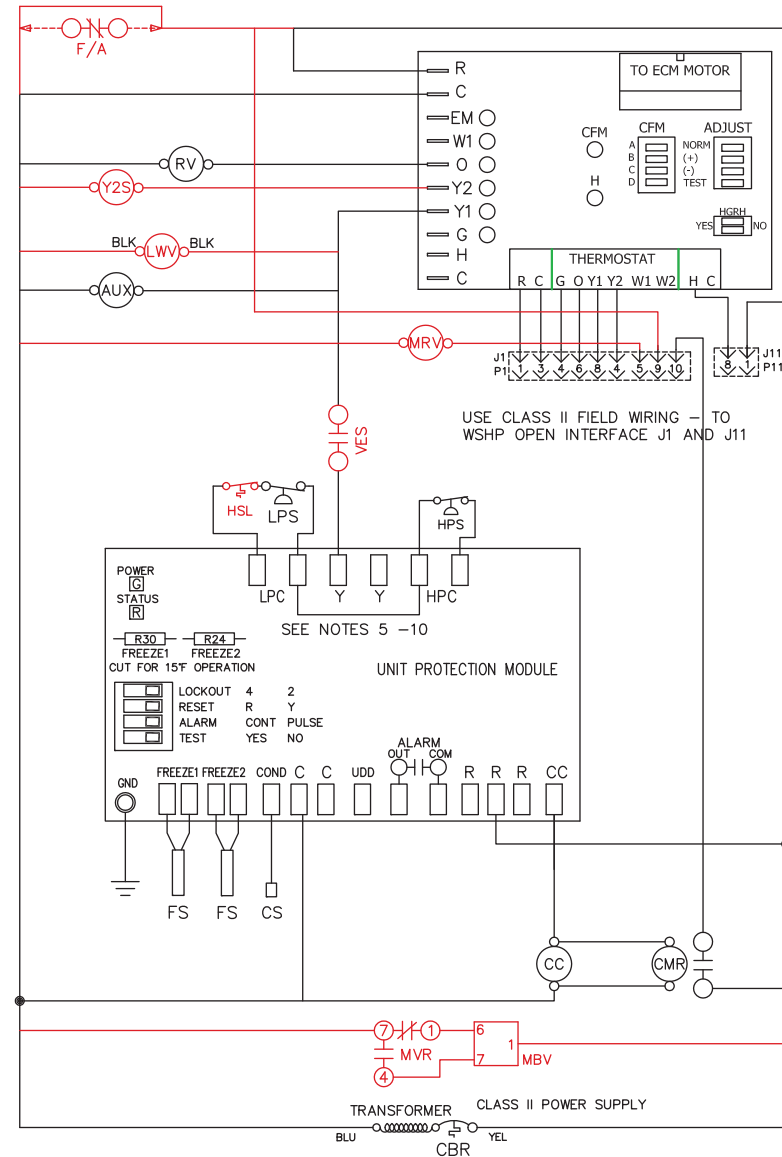 F/A
R
C
EM
W1
O
Y2
Y1
G
H
C
TO ECM MOTOR
CFM
H
CFM
A
B
C
D
ADJUST
NORM
(+)
(-)
TEST
HGRH
YES
NO
THERMOSTAT
R C G O Y1 Y2 W1 W2 H C
RV
Y2S
BLK LWV BLK
AUX
MRV
J1
P1
1 3 4 6 8 4 5 9 10
8 1
J11
P11
USE CLASS II FIELD WIRING – TO
WSHP OPEN INTERFACE J1 AND J11
VES
HSL
LPS
HPS
LPC
Y
Y
HPC
SEE NOTES 5 -10
POWER
G
STATUS
R
R30 R24
FREEZE1 FREEZE2
CUT FOR 15°F OPERATION
UNIT PROTECTION MODULE
LOCKOUT 4 2
RESET R Y
ALARM CONT PULSE
TEST YES NO
ALARM
OUT COM
GND
FREEZE1 FREEZE2 COND C C UDD R R R CC
FS FS CS
CC
CMR
7 1
4
MVR
6
7
1
MBV
TRANSFORMER
CLASS II POWER SUPPLY
BLU
YEL
CBR